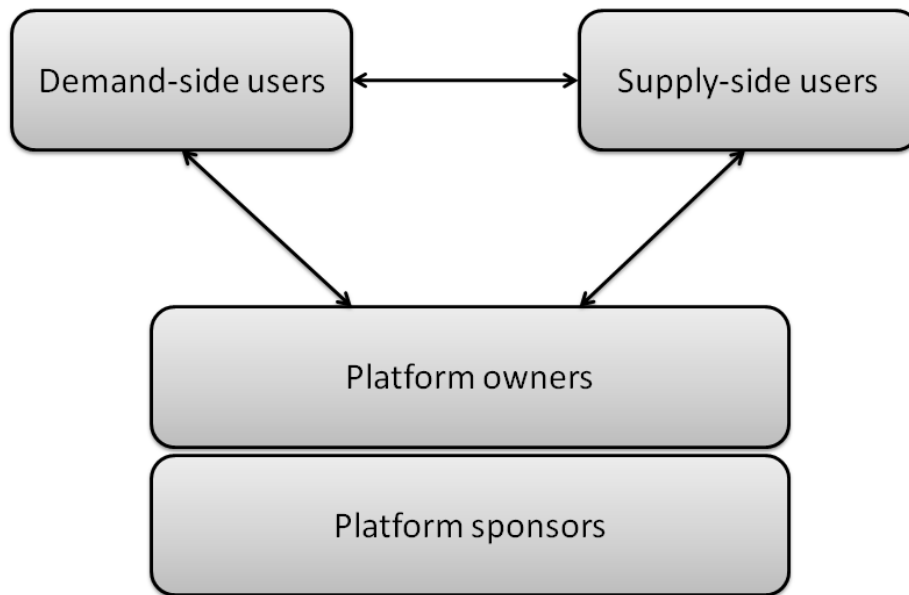 Demand-side users
Supply-side users
Platform owners
Platform sponsors